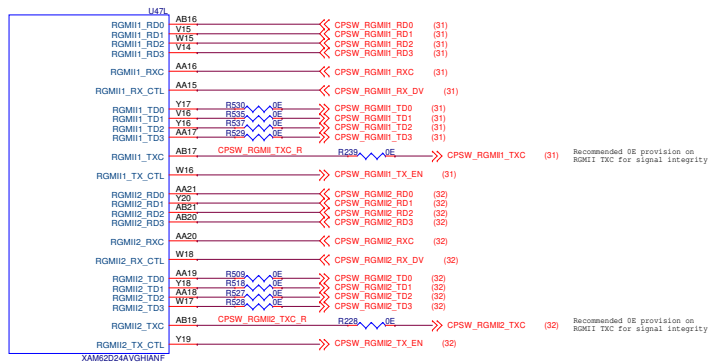 U47L
RGMII1_RD0 AB16 CPSW_RGMII1_RD0 (31)
RGMII1_RD1 V15 CPSW_RGMII1_RD1 (31)
RGMII1_RD2 W15 CPSW_RGMII1_RD2 (31)
RGMII1_RD3 V14 CPSW_RGMII1_RD3 (31)
RGMII1_RXC AA16 CPSW_RGMII1_RXC (31)
RGMII1_RX_CTL AA15 CPSW_RGMII1_RX_DV (31)
RGMII1_TD0 Y17 R530 0E CPSW_RGMII1_TD0 (31)
RGMII1_TD1 V16 R535 0E CPSW_RGMII1_TD1 (31)
RGMII1_TD2 Y16 R537 0E CPSW_RGMII1_TD2 (31)
RGMII1_TD3 AA17 R529 0E CPSW_RGMII1_TD3 (31)
RGMII1_TXC AB17 CPSW_RGMII_TXC_R R239 0E CPSW_RGMII1_TXC (31) Recommended 0E provision on
RGMII TXC for signal integrity
RGMII1_TX_CTL W16 CPSW_RGMII1_TX_EN (31)
RGMII2_RD0 AA21 CPSW_RGMII2_RD0 (32)
RGMII2_RD1 Y20 CPSW_RGMII2_RD1 (32)
RGMII2_RD2 AB21 CPSW_RGMII2_RD2 (32)
RGMII2_RD3 AB20 CPSW_RGMII2_RD3 (32)
RGMII2_RXC AA20 CPSW_RGMII2_RXC (32)
RGMII2_RX_CTL W18 CPSW_RGMII2_RX_DV (32)
RGMII2_TD0 AA19 R509 0E CPSW_RGMII2_TD0 (32)
RGMII2_TD1 Y18 R518 0E CPSW_RGMII2_TD1 (32)
RGMII2_TD2 AA18 R527 0E CPSW_RGMII2_TD2 (32)
RGMII2_TD3 W17 R528 0E CPSW_RGMII2_TD3 (32)
RGMII2_TXC AB19 CPSW_RGMII2_TXC_R R228 0E CPSW_RGMII2_TXC (32) Recommended 0E provision on
RGMII TXC for signal integrity
RGMII2_TX_CTL Y19 CPSW_RGMII2_TX_EN (32)
XAM62D24AVGHIANF